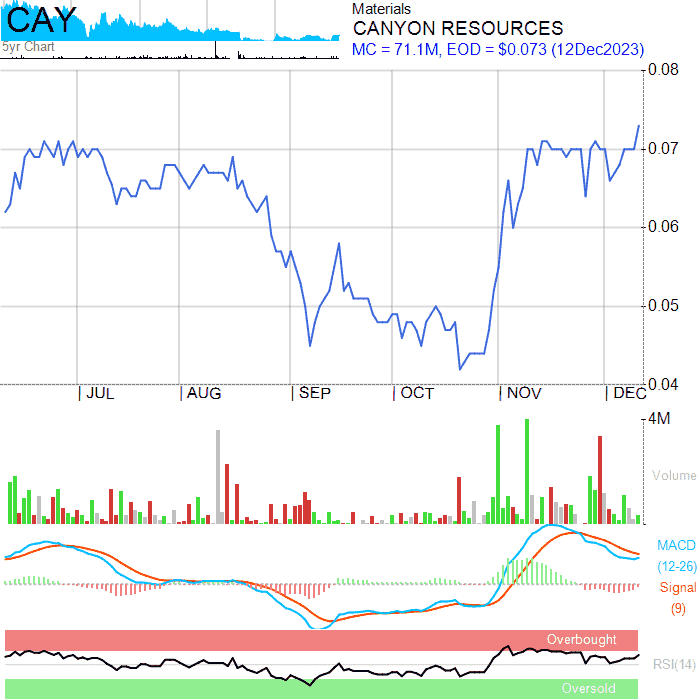 CAY
5yr Chart
Materials
CANYON RESOURCES
MC = 71.1M, EOD = $0.073 (12Dec2023)
0.08
0.07
0.06
0.05
0.04
JUL
AUG
SEP
OCT
NOV
DEC
4M
Volume
MACD
(12-26)
Signal
(9)
Overbought
RSI(14)
Oversold